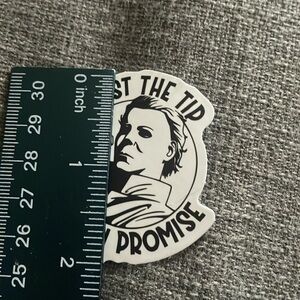 ST THE TIP
PROMISE
0 inch
1
2
30
29
28
27
26
25